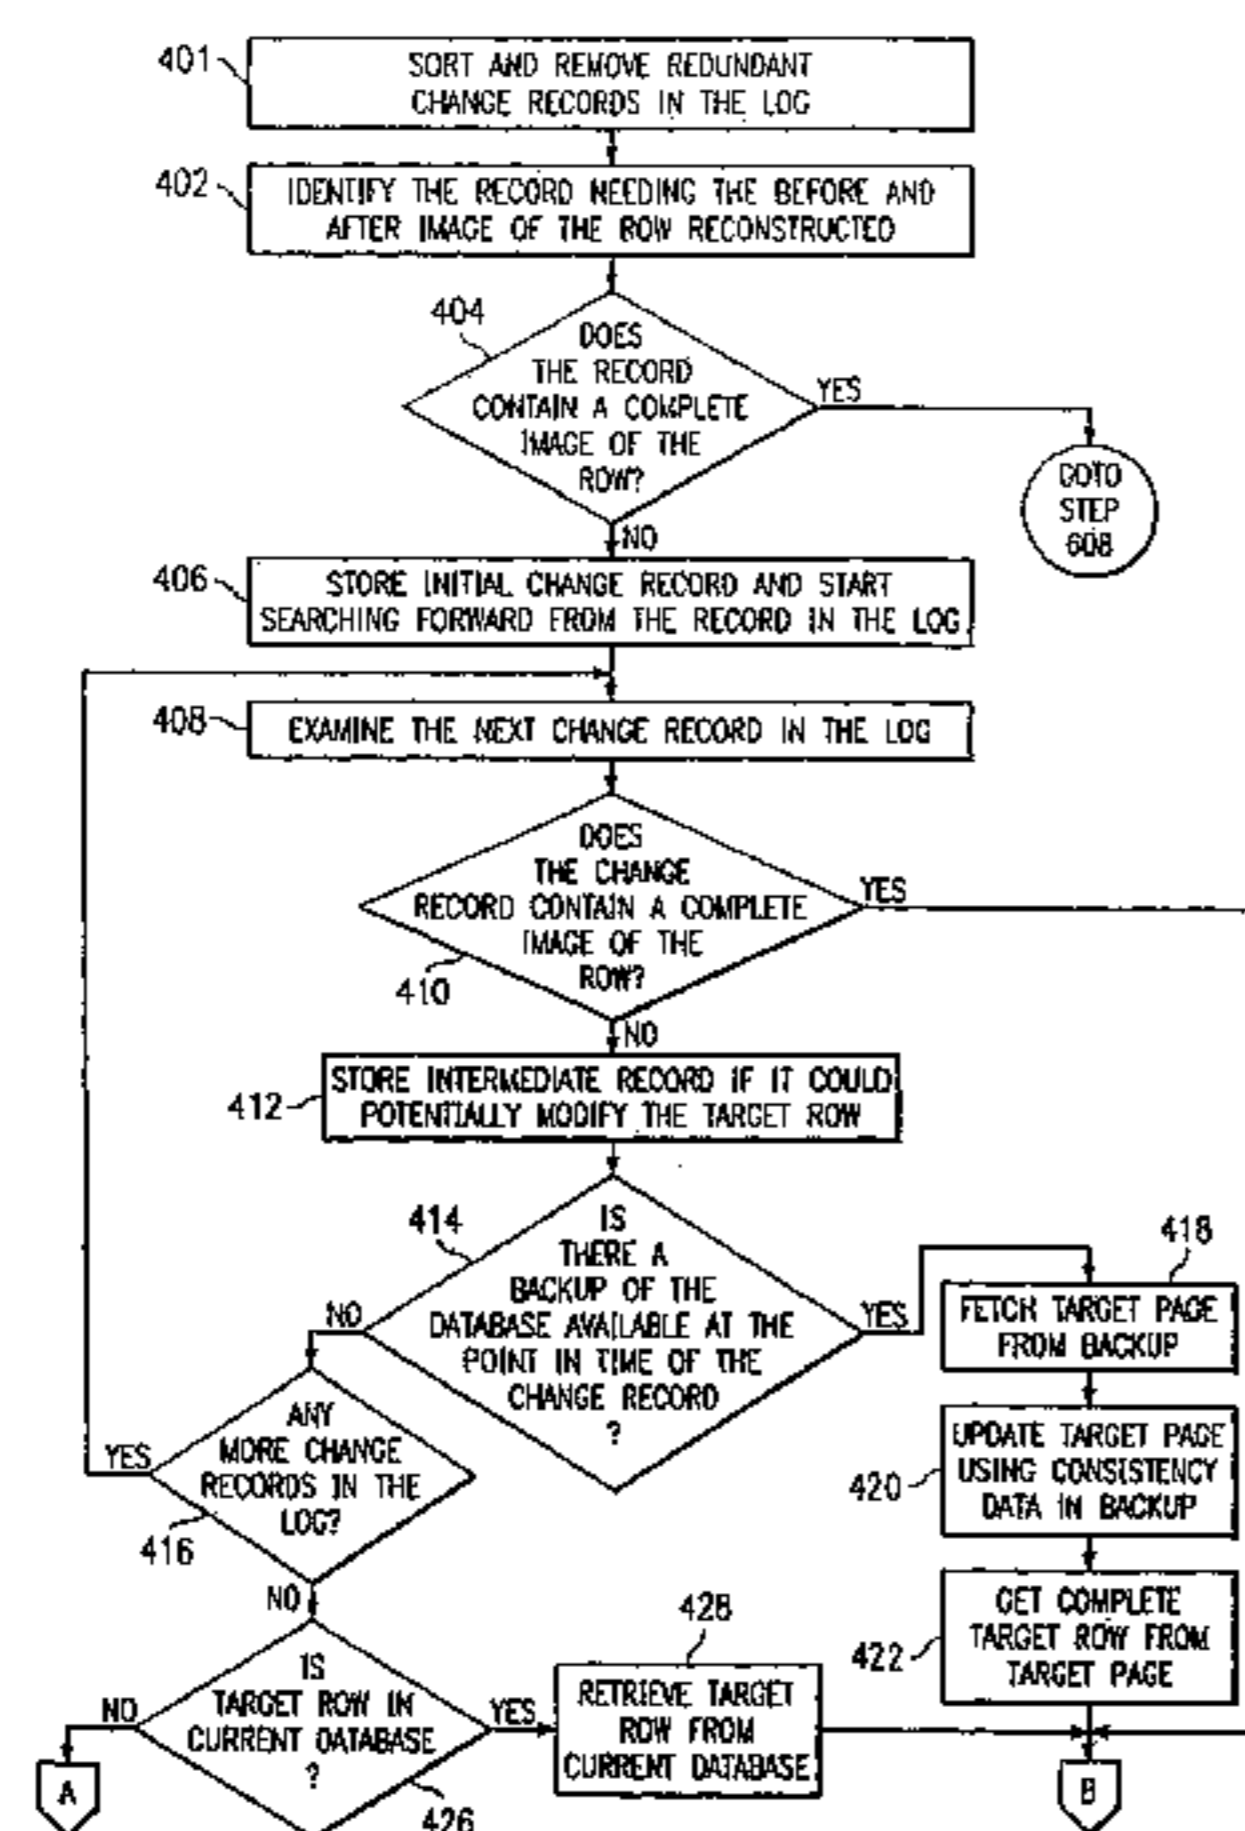 401
SORT AND REMOVE REDUNDANT
CHANGE RECORDS IN THE LOG
402
IDENTIFY THE RECORD NEEDING THE BEFORE AND
AFTER IMAGE OF THE ROW RECONSTRUCTED
404
DOES
THE RECORD
CONTAIN A COMPLETE
IMAGE OF THE
ROW?
YES
GOTO
STEP
608
NO
406
STORE INITIAL CHANGE RECORD AND START
SEARCHING FORWARD FROM THE RECORD IN THE LOG
408
EXAMINE THE NEXT CHANGE RECORD IN THE LOG
DOES
THE CHANGE
RECORD CONTAIN A COMPLETE
IMAGE OF THE
ROW?
YES
410
NO
412
STORE INTERMEDIATE RECORD IF IT COULD
POTENTIALLY MODIFY THE TARGET ROW
414
IS
THERE A
BACKUP OF THE
DATABASE AVAILABLE AT THE
POINT IN TIME OF THE
CHANGE RECORD
?
NO
YES
418
FETCH TARGET PAGE
FROM BACKUP
ANY
MORE CHANGE
RECORDS IN THE
LOG?
YES
416
NO
420
UPDATE TARGET PAGE
USING CONSISTENCY
DATA IN BACKUP
422
GET COMPLETE
TARGET ROW FROM
TARGET PAGE
IS
TARGET ROW IN
CURRENT DATABASE
?
NO
YES
426
428
RETRIEVE TARGET
ROW FROM
CURRENT DATABASE
A
B